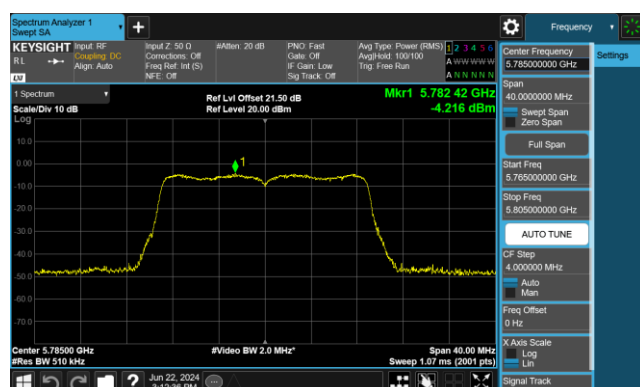 Spectrum Analyzer 1
Swept SA
Frequency
KEYSIGHT
Input: RF
Coupling: DC
Align: Auto
RL
LXI
Input Z: 50 Ω
Corrections: Off
Freq Ref: Int (S)
NFE: Off
#Atten: 20 dB
PNO: Fast
Gate: Off
IF Gain: Low
Sig Track: Off
Avg Type: Power (RMS)
Avg|Hold: 100/100
Trig: Free Run
1 2 3 4 5 6
A W W W W W
A N N N N N
1 Spectrum
Scale/Div 10 dB
Log
Ref Lvl Offset 21.50 dB
Ref Level 20.00 dBm
Mkr1 5.782 42 GHz
-4.216 dBm
10.0
0.00
-10.0
-20.0
-30.0
-40.0
-50.0
-60.0
-70.0
1
Center 5.78500 GHz
#Res BW 510 kHz
#Video BW 2.0 MHz*
Span 40.00 MHz
Sweep 1.07 ms (2001 pts)
Jun 22, 2024
Center Frequency
5.785000000 GHz
Span
40.0000000 MHz
Swept Span
Zero Span
Full Span
Start Freq
5.765000000 GHz
Stop Freq
5.805000000 GHz
AUTO TUNE
CF Step
4.000000 MHz
Auto
Man
Freq Offset
0 Hz
X Axis Scale
Log
Lin
Signal Track
Settings